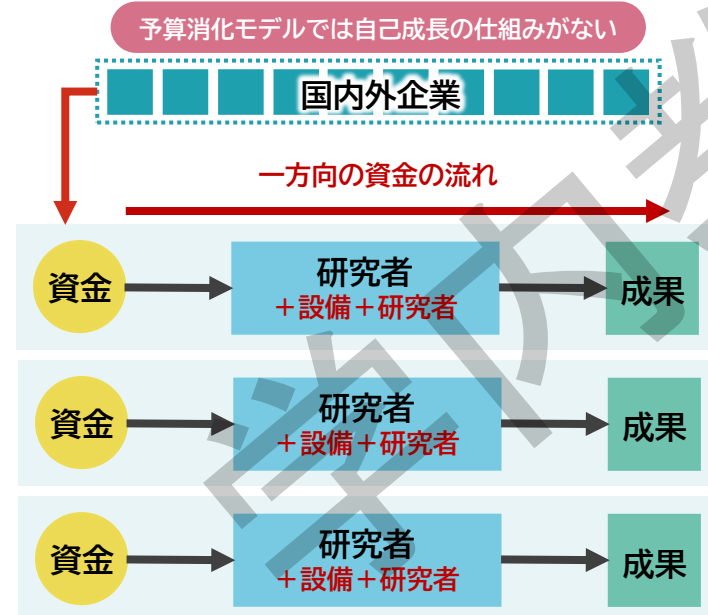 予算消化モデルでは自己成長の仕組みがない
国内外企業
一方向の資金の流れ
資金
研究者
＋設備＋研究者
成果
資金
研究者
＋設備＋研究者
成果
資金
研究者
＋設備＋研究者
成果
学内